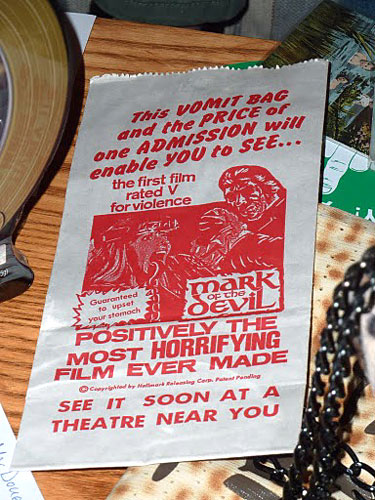 This VOMIT BAG
and the PRICE of
one ADMISSION will
enable YOU to SEE...
the first film
rated V
for violence
Guaranteed
to upset
your stomach
mark
of the
devil
POSITIVELY THE
MOST HORRIFYING
FILM EVER MADE
© Copyrighted by Hallmark Releasing Corp. Patent Pending
SEE IT SOON AT A
THEATRE NEAR YOU